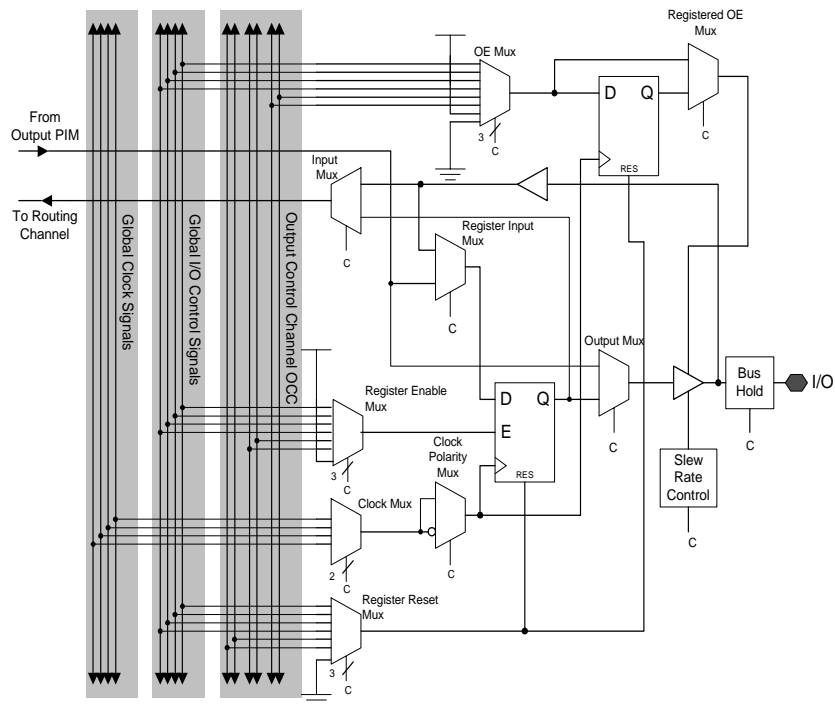 Registered OE
Mux
OE Mux
D Q
RES
3
C
C
From
Output PIM
Input
Mux
To Routing
Channel
C
Register Input
Mux
C
Global Clock Signals
Global I/O Control Signals
Output Control Channel OCC
Output Mux
C
Bus
Hold
I/O
C
Register Enable
Mux
3
C
D Q
E
RES
Clock
Polarity
Mux
C
Slew
Rate
Control
C
Clock Mux
2
C
Register Reset
Mux
3
C